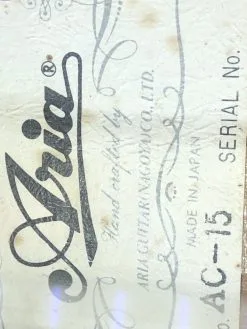 Aria®
Hand crafted by
ARIA GUITAR NAGOYA CO., LTD.
MADE IN JAPAN
AC-15 SERIAL No.